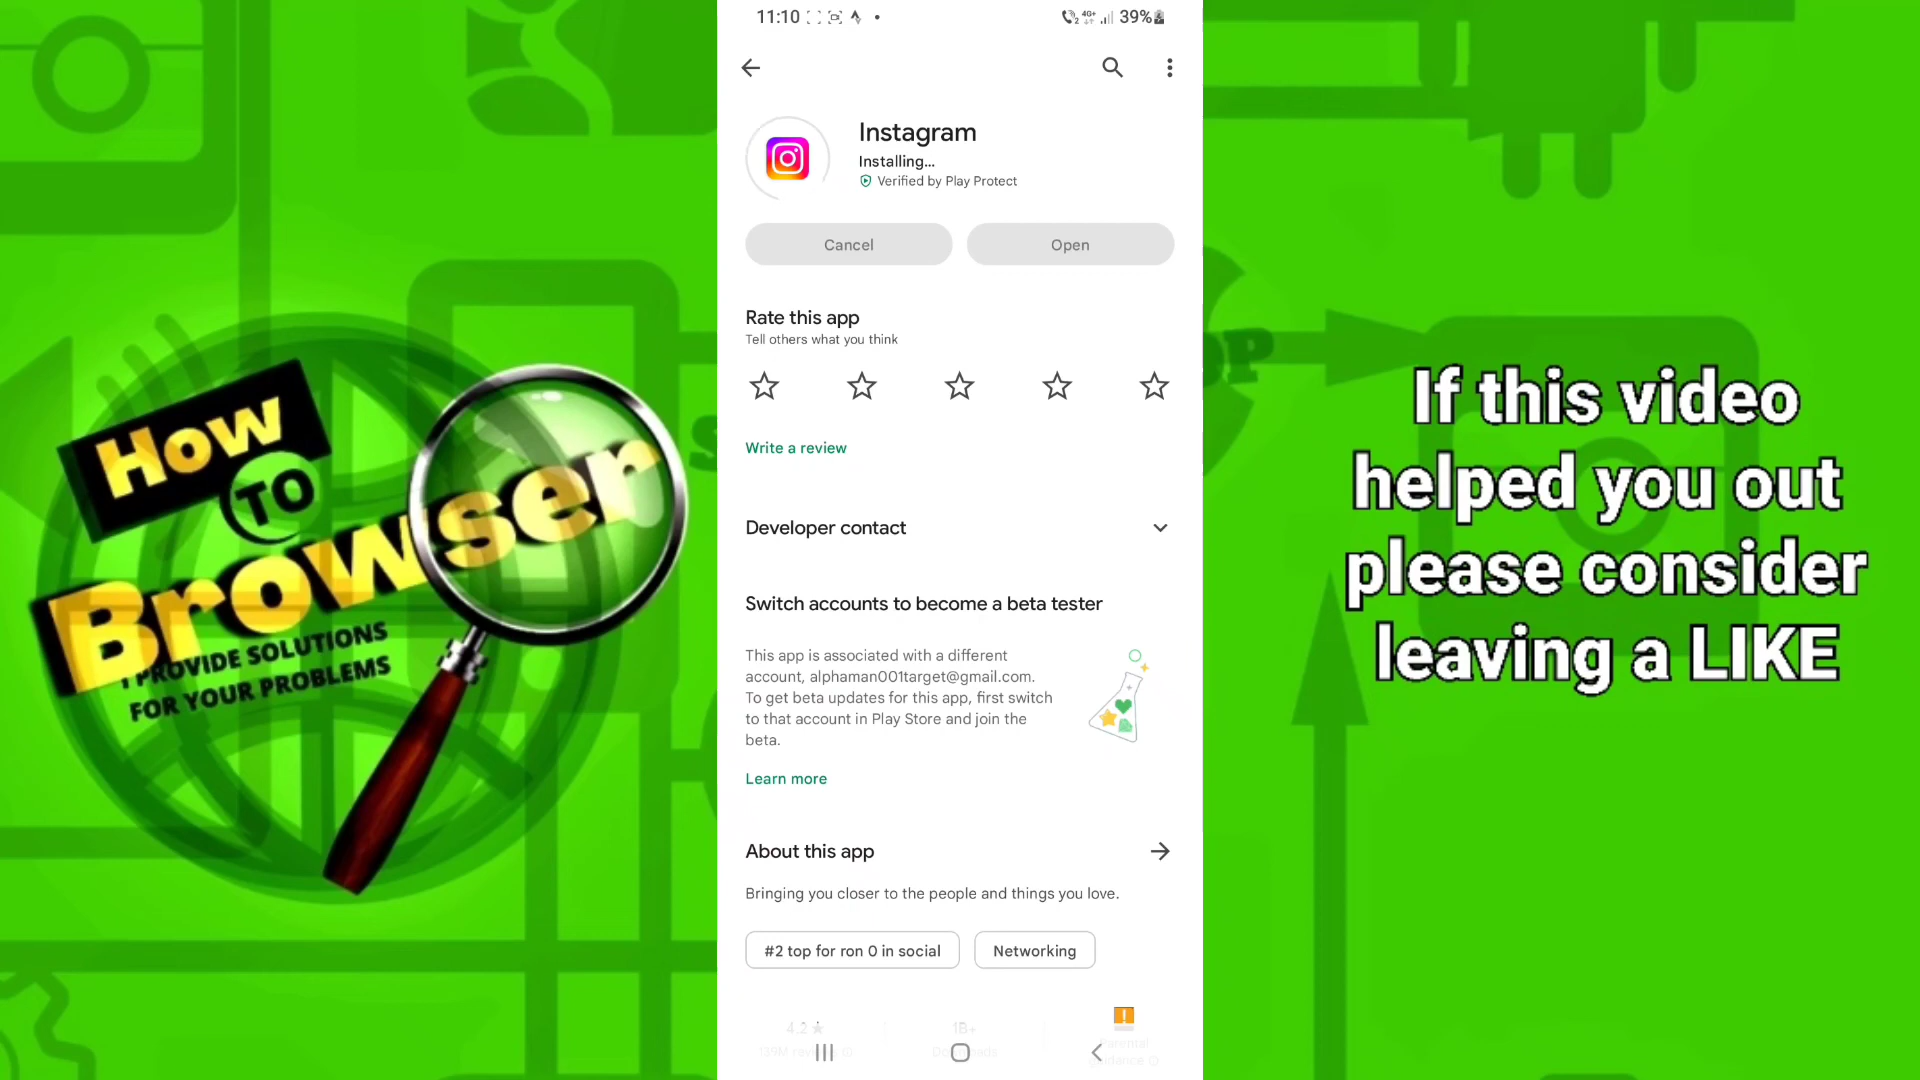 11:10
4G+
39%
Instagram
Installing...
Verified by Play Protect
Cancel
Open
Rate this app
Tell others what you think
Write a review
Developer contact
Switch accounts to become a beta tester
This app is associated with a different
account, alphaman001target@gmail.com.
To get beta updates for this app, first switch
to that account in Play Store and join the
beta.
Learn more
About this app
Bringing you closer to the people and things you love.
#2 top for ron 0 in social
Networking
4.2
1B+
How
TO
Browser
I PROVIDE SOLUTIONS
FOR YOUR PROBLEMS
If this video
helped you out
please consider
leaving a LIKE